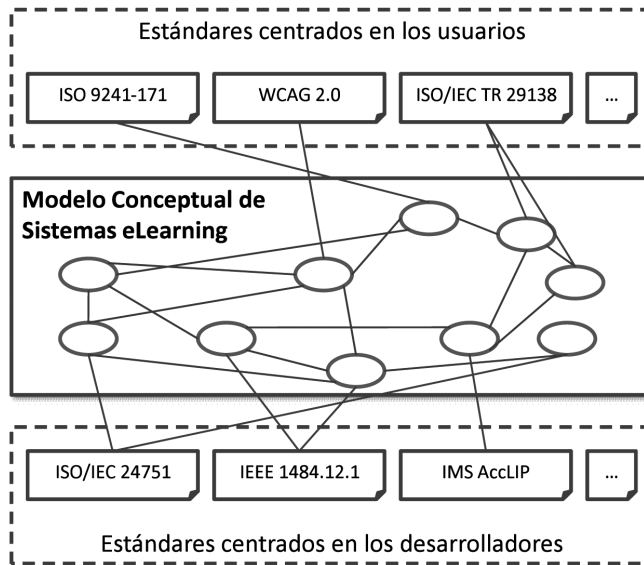 Estándares centrados en los usuarios
ISO 9241-171
WCAG 2.0
ISO/IEC TR 29138
...
Modelo Conceptual de
Sistemas eLearning
ISO/IEC 24751
IEEE 1484.12.1
IMS AccLIP
...
Estándares centrados en los desarrolladores